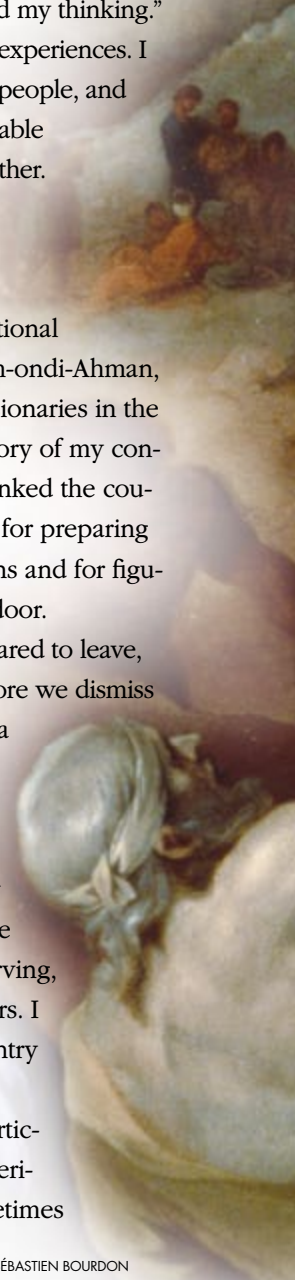 d my thinking.”
experiences. I
people, and
able
ther.
tional
n-ondi-Ahman,
ionaries in the
ory of my con-
nked the cou-
for preparing
ns and for figu-
door.
ared to leave,
ore we dismiss
a
e
rving,
rs. I
ntry
rtic-
eri-
etimes
ÉBASTIEN BOURDON